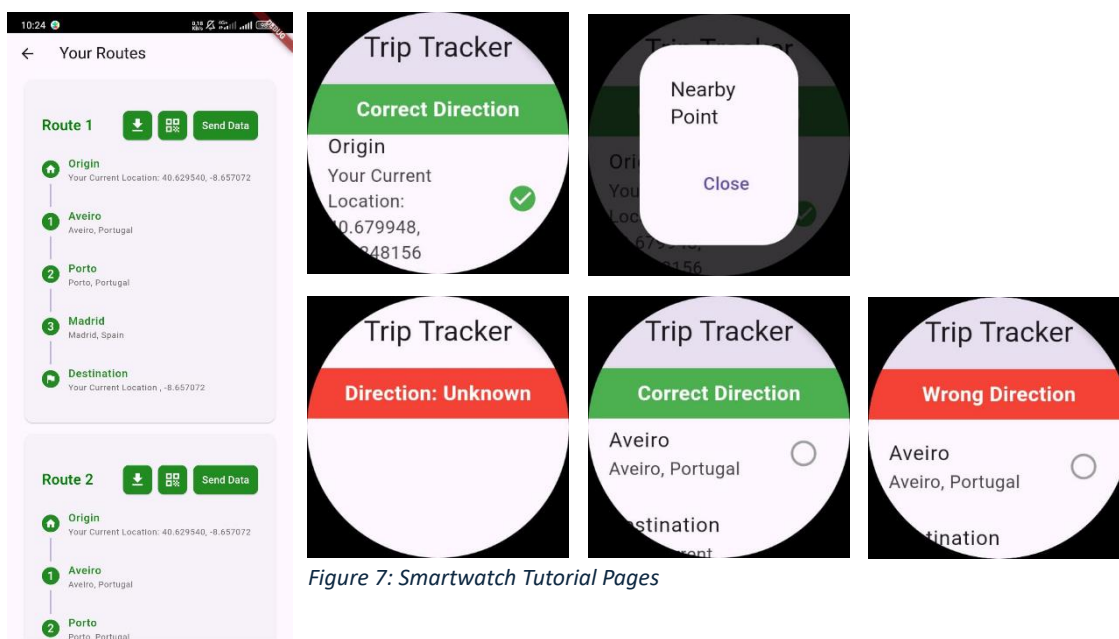 10:24
DEBUG
Your Routes
Route 1
Send Data
Origin
Your Current Location: 40.629540, -8.657072
1
Aveiro
Aveiro, Portugal
2
Porto
Porto, Portugal
3
Madrid
Madrid, Spain
Destination
Your Current Location , -8.657072
Route 2
Send Data
Origin
Your Current Location: 40.629540, -8.657072
1
Aveiro
Aveiro, Portugal
2
Porto
Porto, Portugal
Trip Tracker
Correct Direction
Origin
Your Current
Location:
0.679948,
48156
Nearby
Point
Close
Trip Tracker
Direction: Unknown
Trip Tracker
Correct Direction
Aveiro
Aveiro, Portugal
stination
Trip Tracker
Wrong Direction
Aveiro
Aveiro, Portugal
tination
Figure 7: Smartwatch Tutorial Pages